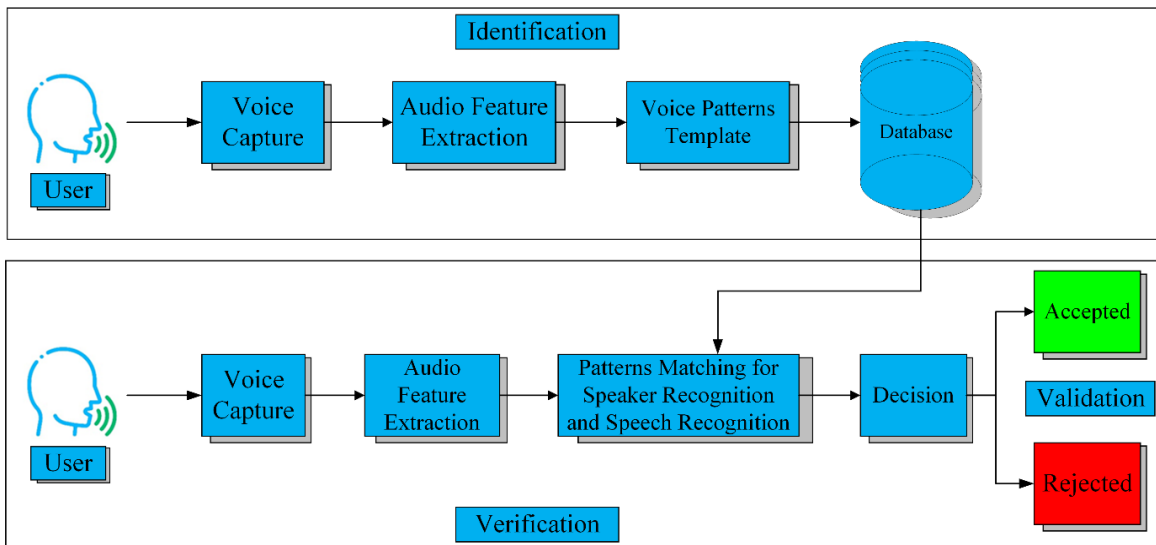 Identification
User
Voice
Capture
Audio Feature
Extraction
Voice Patterns
Template
Database
User
Voice
Capture
Audio
Feature
Extraction
Patterns Matching for
Speaker Recognition
and Speech Recognition
Decision
Accepted
Validation
Rejected
Verification